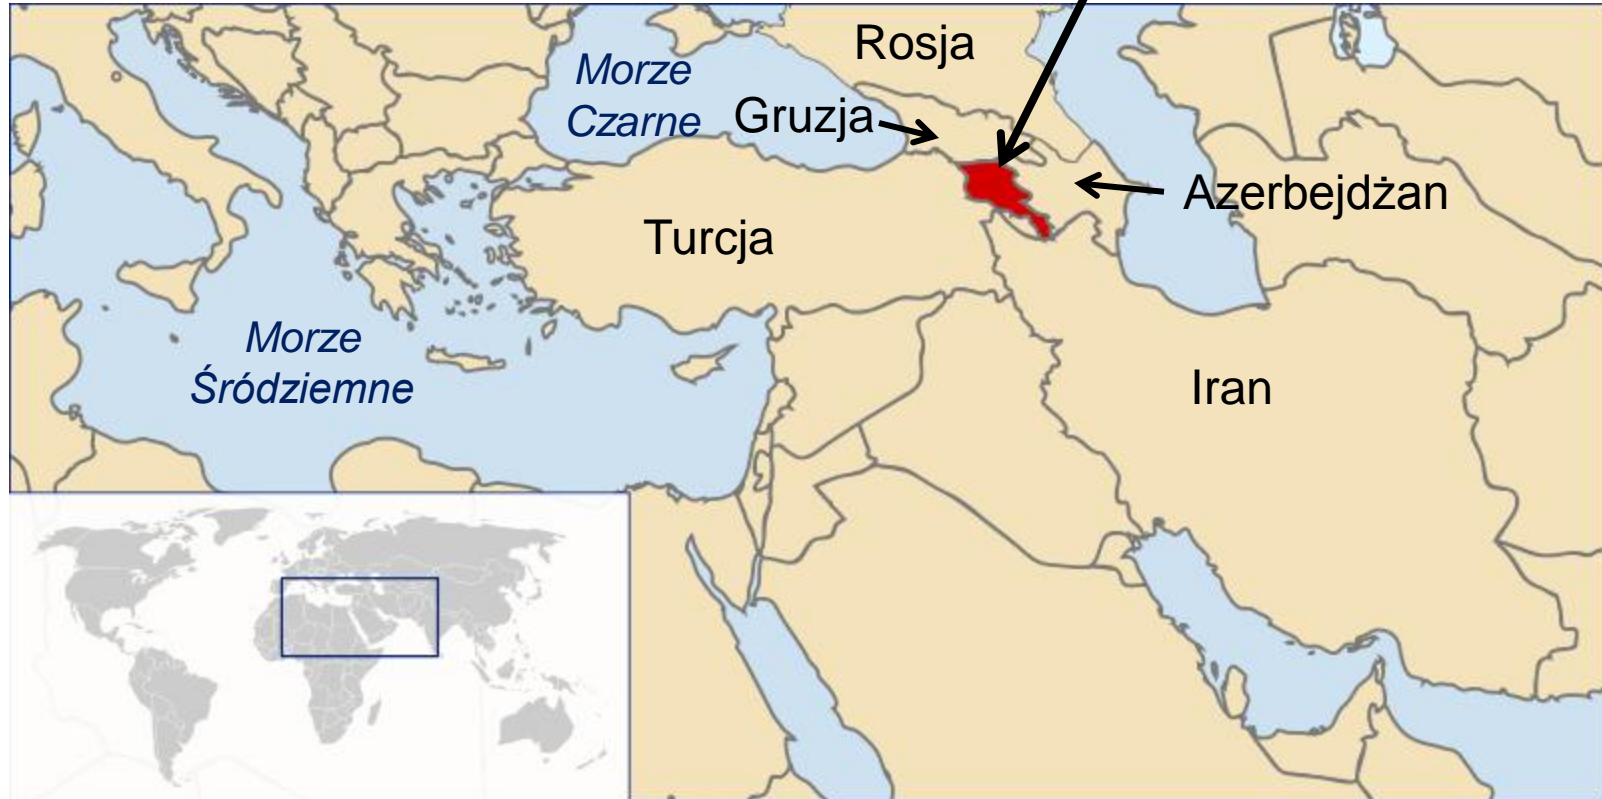 Rosja
Morze
Czarne
Gruzja
Azerbejdżan
Turcja
Morze
Śródziemne
Iran